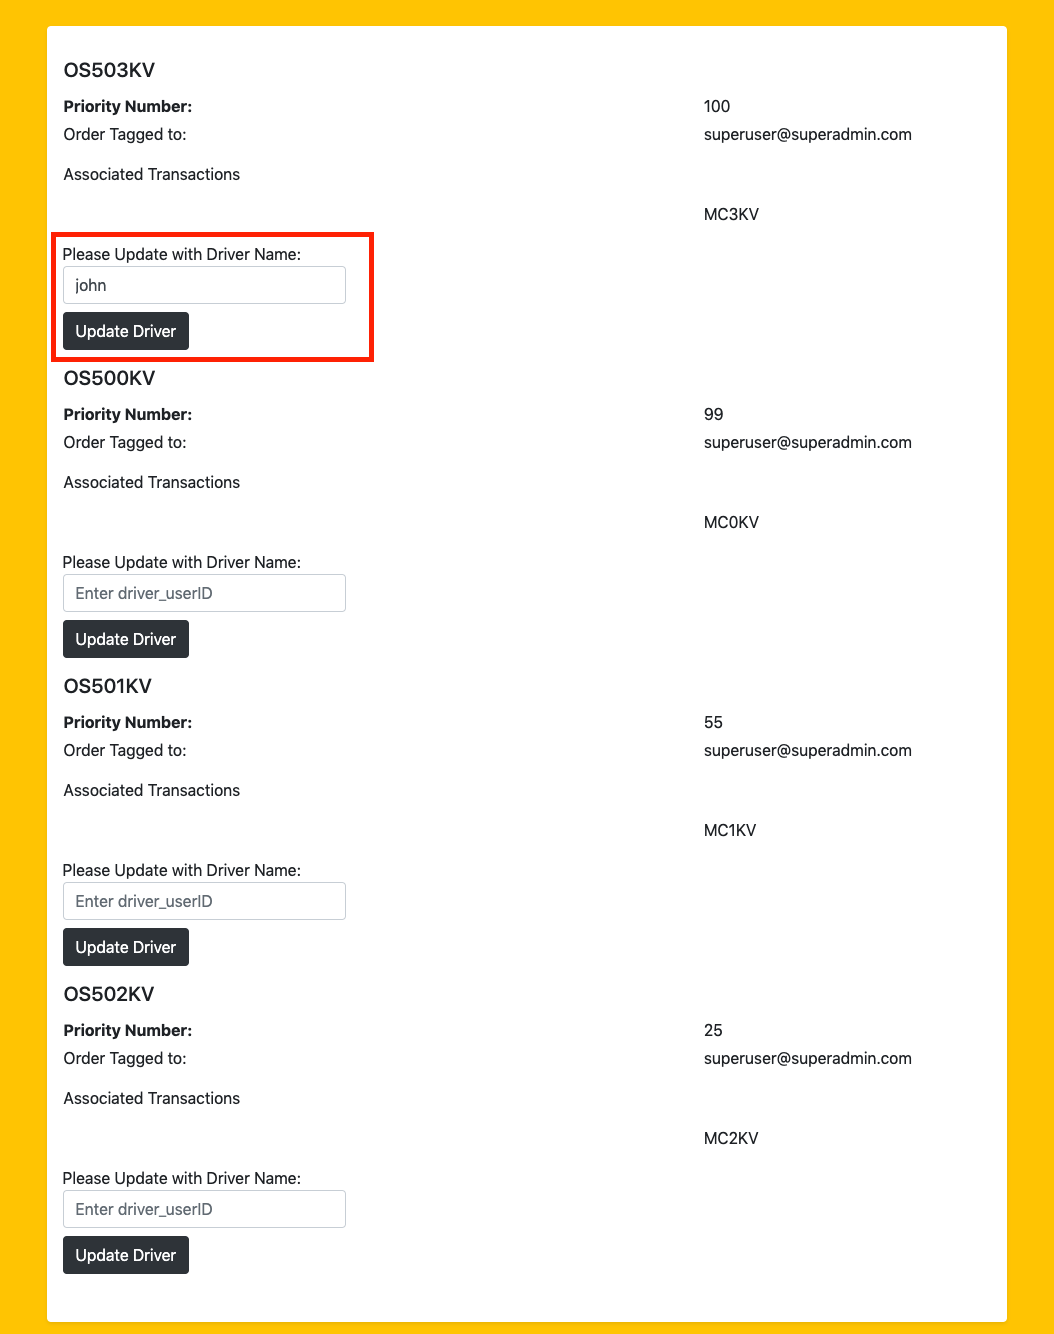 OS503KV
Priority Number: 100
Order Tagged to: superuser@superadmin.com
Associated Transactions
MC3KV
Please Update with Driver Name:
john
Update Driver
OS500KV
Priority Number: 99
Order Tagged to: superuser@superadmin.com
Associated Transactions
MC0KV
Please Update with Driver Name:
Enter driver_userID
Update Driver
OS501KV
Priority Number: 55
Order Tagged to: superuser@superadmin.com
Associated Transactions
MC1KV
Please Update with Driver Name:
Enter driver_userID
Update Driver
OS502KV
Priority Number: 25
Order Tagged to: superuser@superadmin.com
Associated Transactions
MC2KV
Please Update with Driver Name:
Enter driver_userID
Update Driver